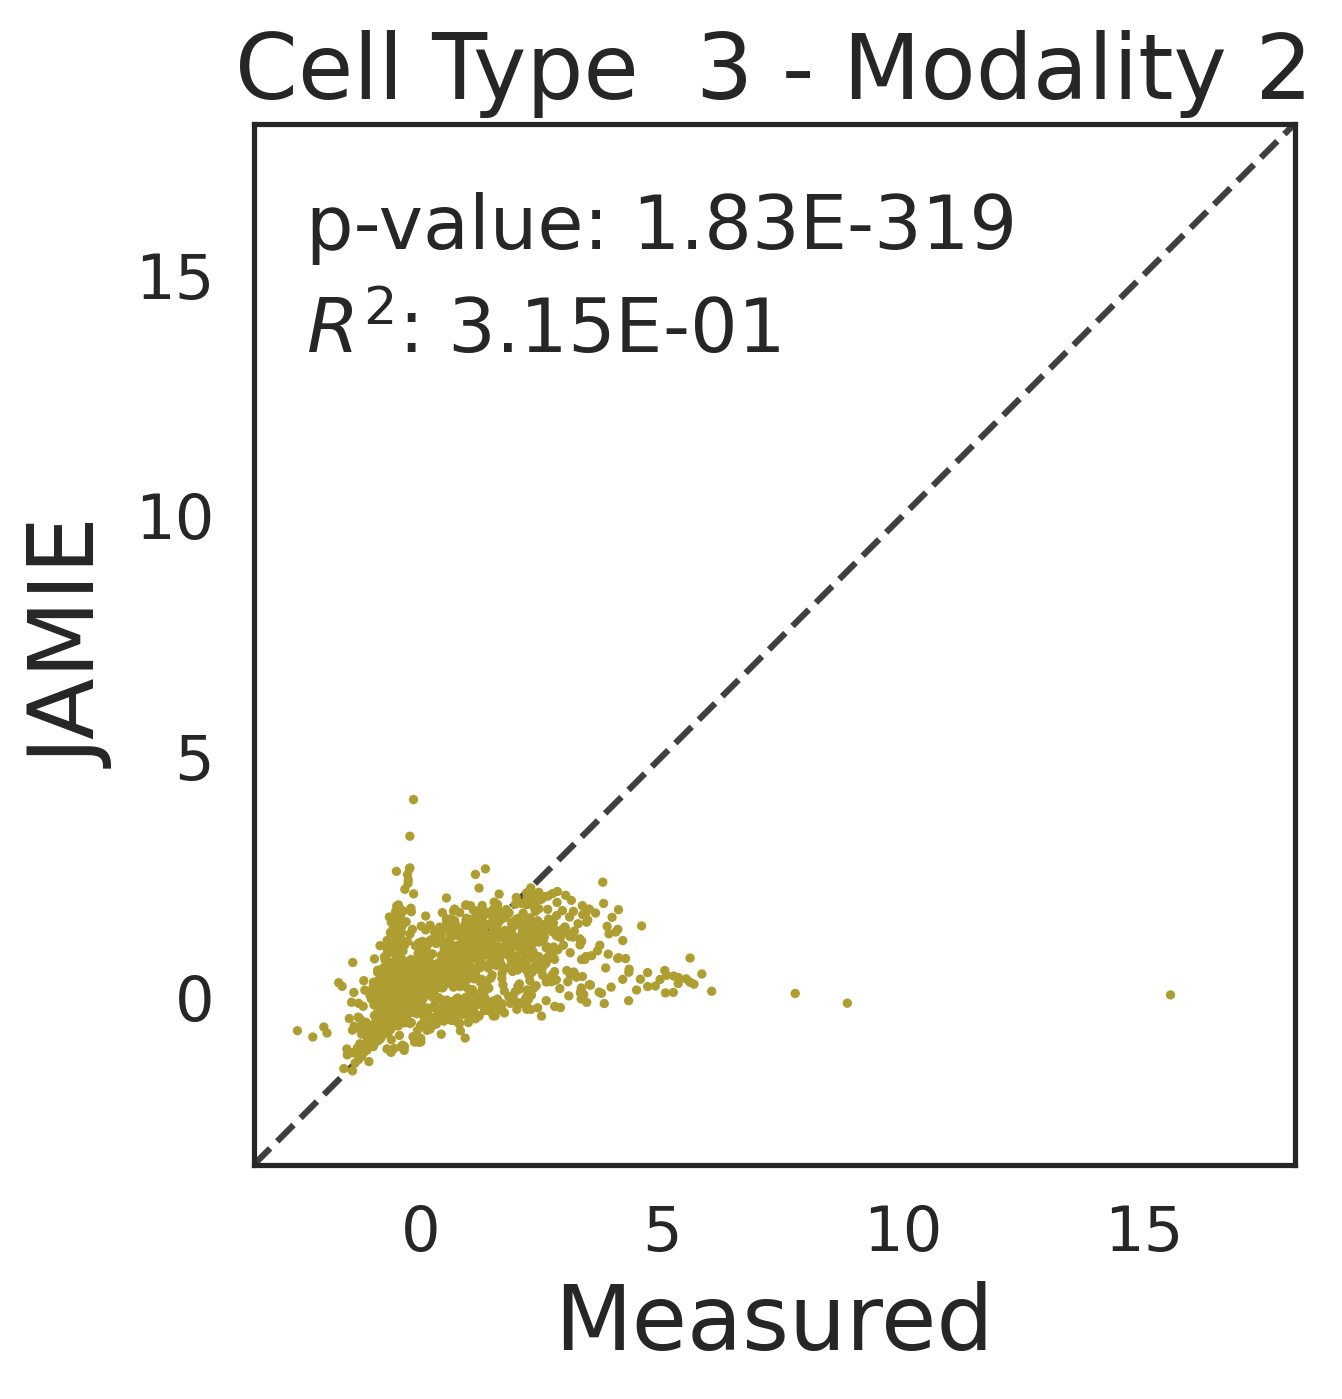 Cell Type  3 - Modality 2
p-value: 1.83E-319
R²: 3.15E-01
15
10
5
0
JAMIE
0 5 10 15
Measured